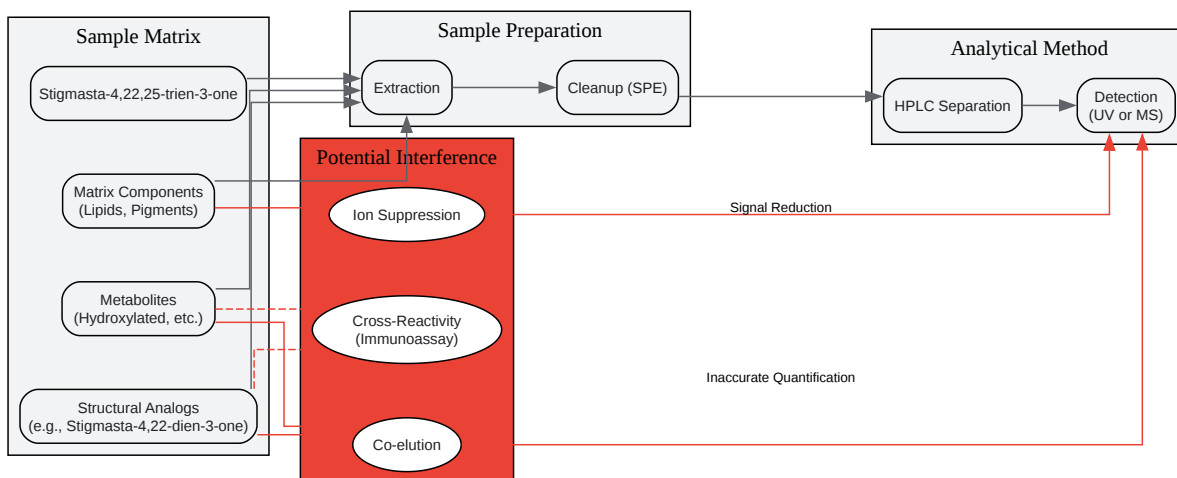 Sample Matrix
Stigmasta-4,22,25-trien-3-one
Matrix Components
(Lipids, Pigments)
Metabolites
(Hydroxylated, etc.)
Structural Analogs
(e.g., Stigmasta-4,22-dien-3-one)
Sample Preparation
Extraction
Cleanup (SPE)
Potential Interference
Ion Suppression
Cross-Reactivity
(Immunoassay)
Co-elution
Signal Reduction
Inaccurate Quantification
Analytical Method
HPLC Separation
Detection
(UV or MS)